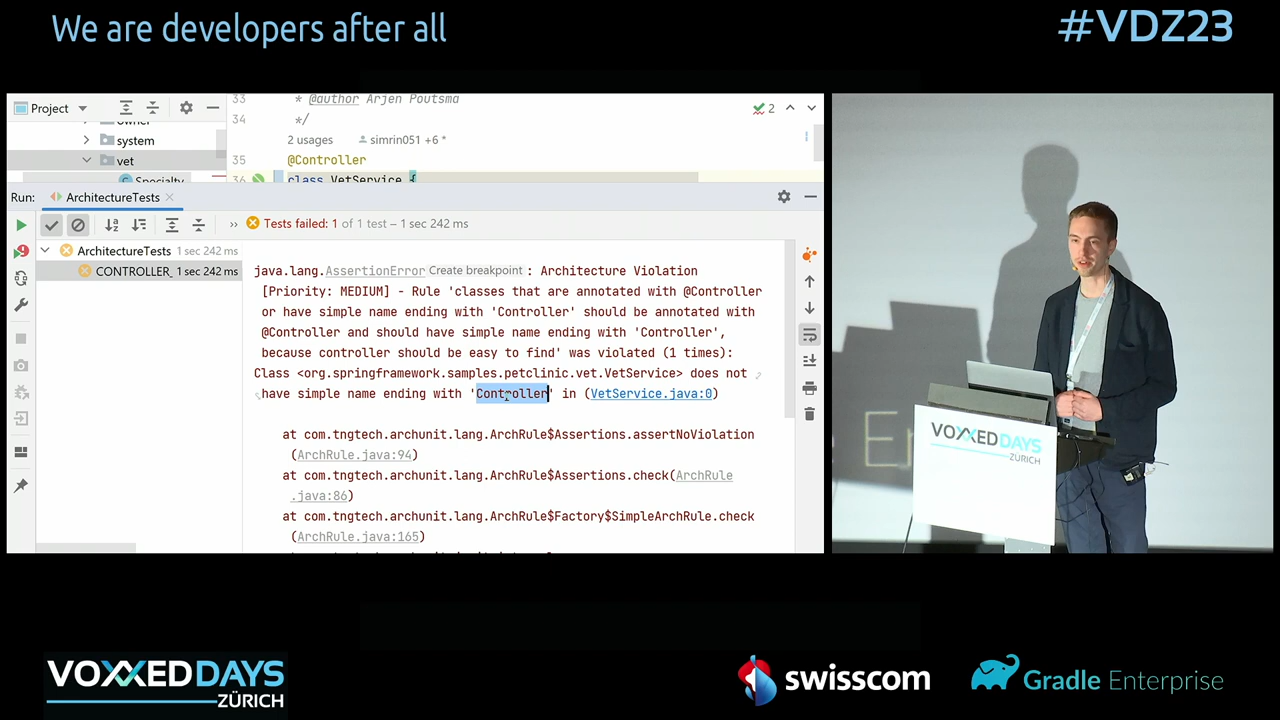 We are developers after all
#VDZ23
Project
33 * @author Arjen Poutsma
34 */
2 usages simrin051 +6 *
35 @Controller
36 class VetService {
2
owner
system
vet
Specialty
Run: ArchitectureTests
Tests failed: 1 of 1 test – 1 sec 242 ms
ArchitectureTests 1 sec 242 ms
CONTROLLER_ 1 sec 242 ms
java.lang.AssertionError Create breakpoint : Architecture Violation
[Priority: MEDIUM] - Rule 'classes that are annotated with @Controller
or have simple name ending with 'Controller' should be annotated with
@Controller and should have simple name ending with 'Controller',
because controller should be easy to find' was violated (1 times):
Class <org.springframework.samples.petclinic.vet.VetService> does not
have simple name ending with 'Controller' in (VetService.java:0)
at com.tngtech.archunit.lang.ArchRule$Assertions.assertNoViolation
(ArchRule.java:94)
at com.tngtech.archunit.lang.ArchRule$Assertions.check(ArchRule
.java:86)
at com.tngtech.archunit.lang.ArchRule$Factory$SimpleArchRule.check
(ArchRule.java:165)
VOXXED DAYS
ZÜRICH
VOXXED DAYS
ZÜRICH
swisscom
Gradle Enterprise